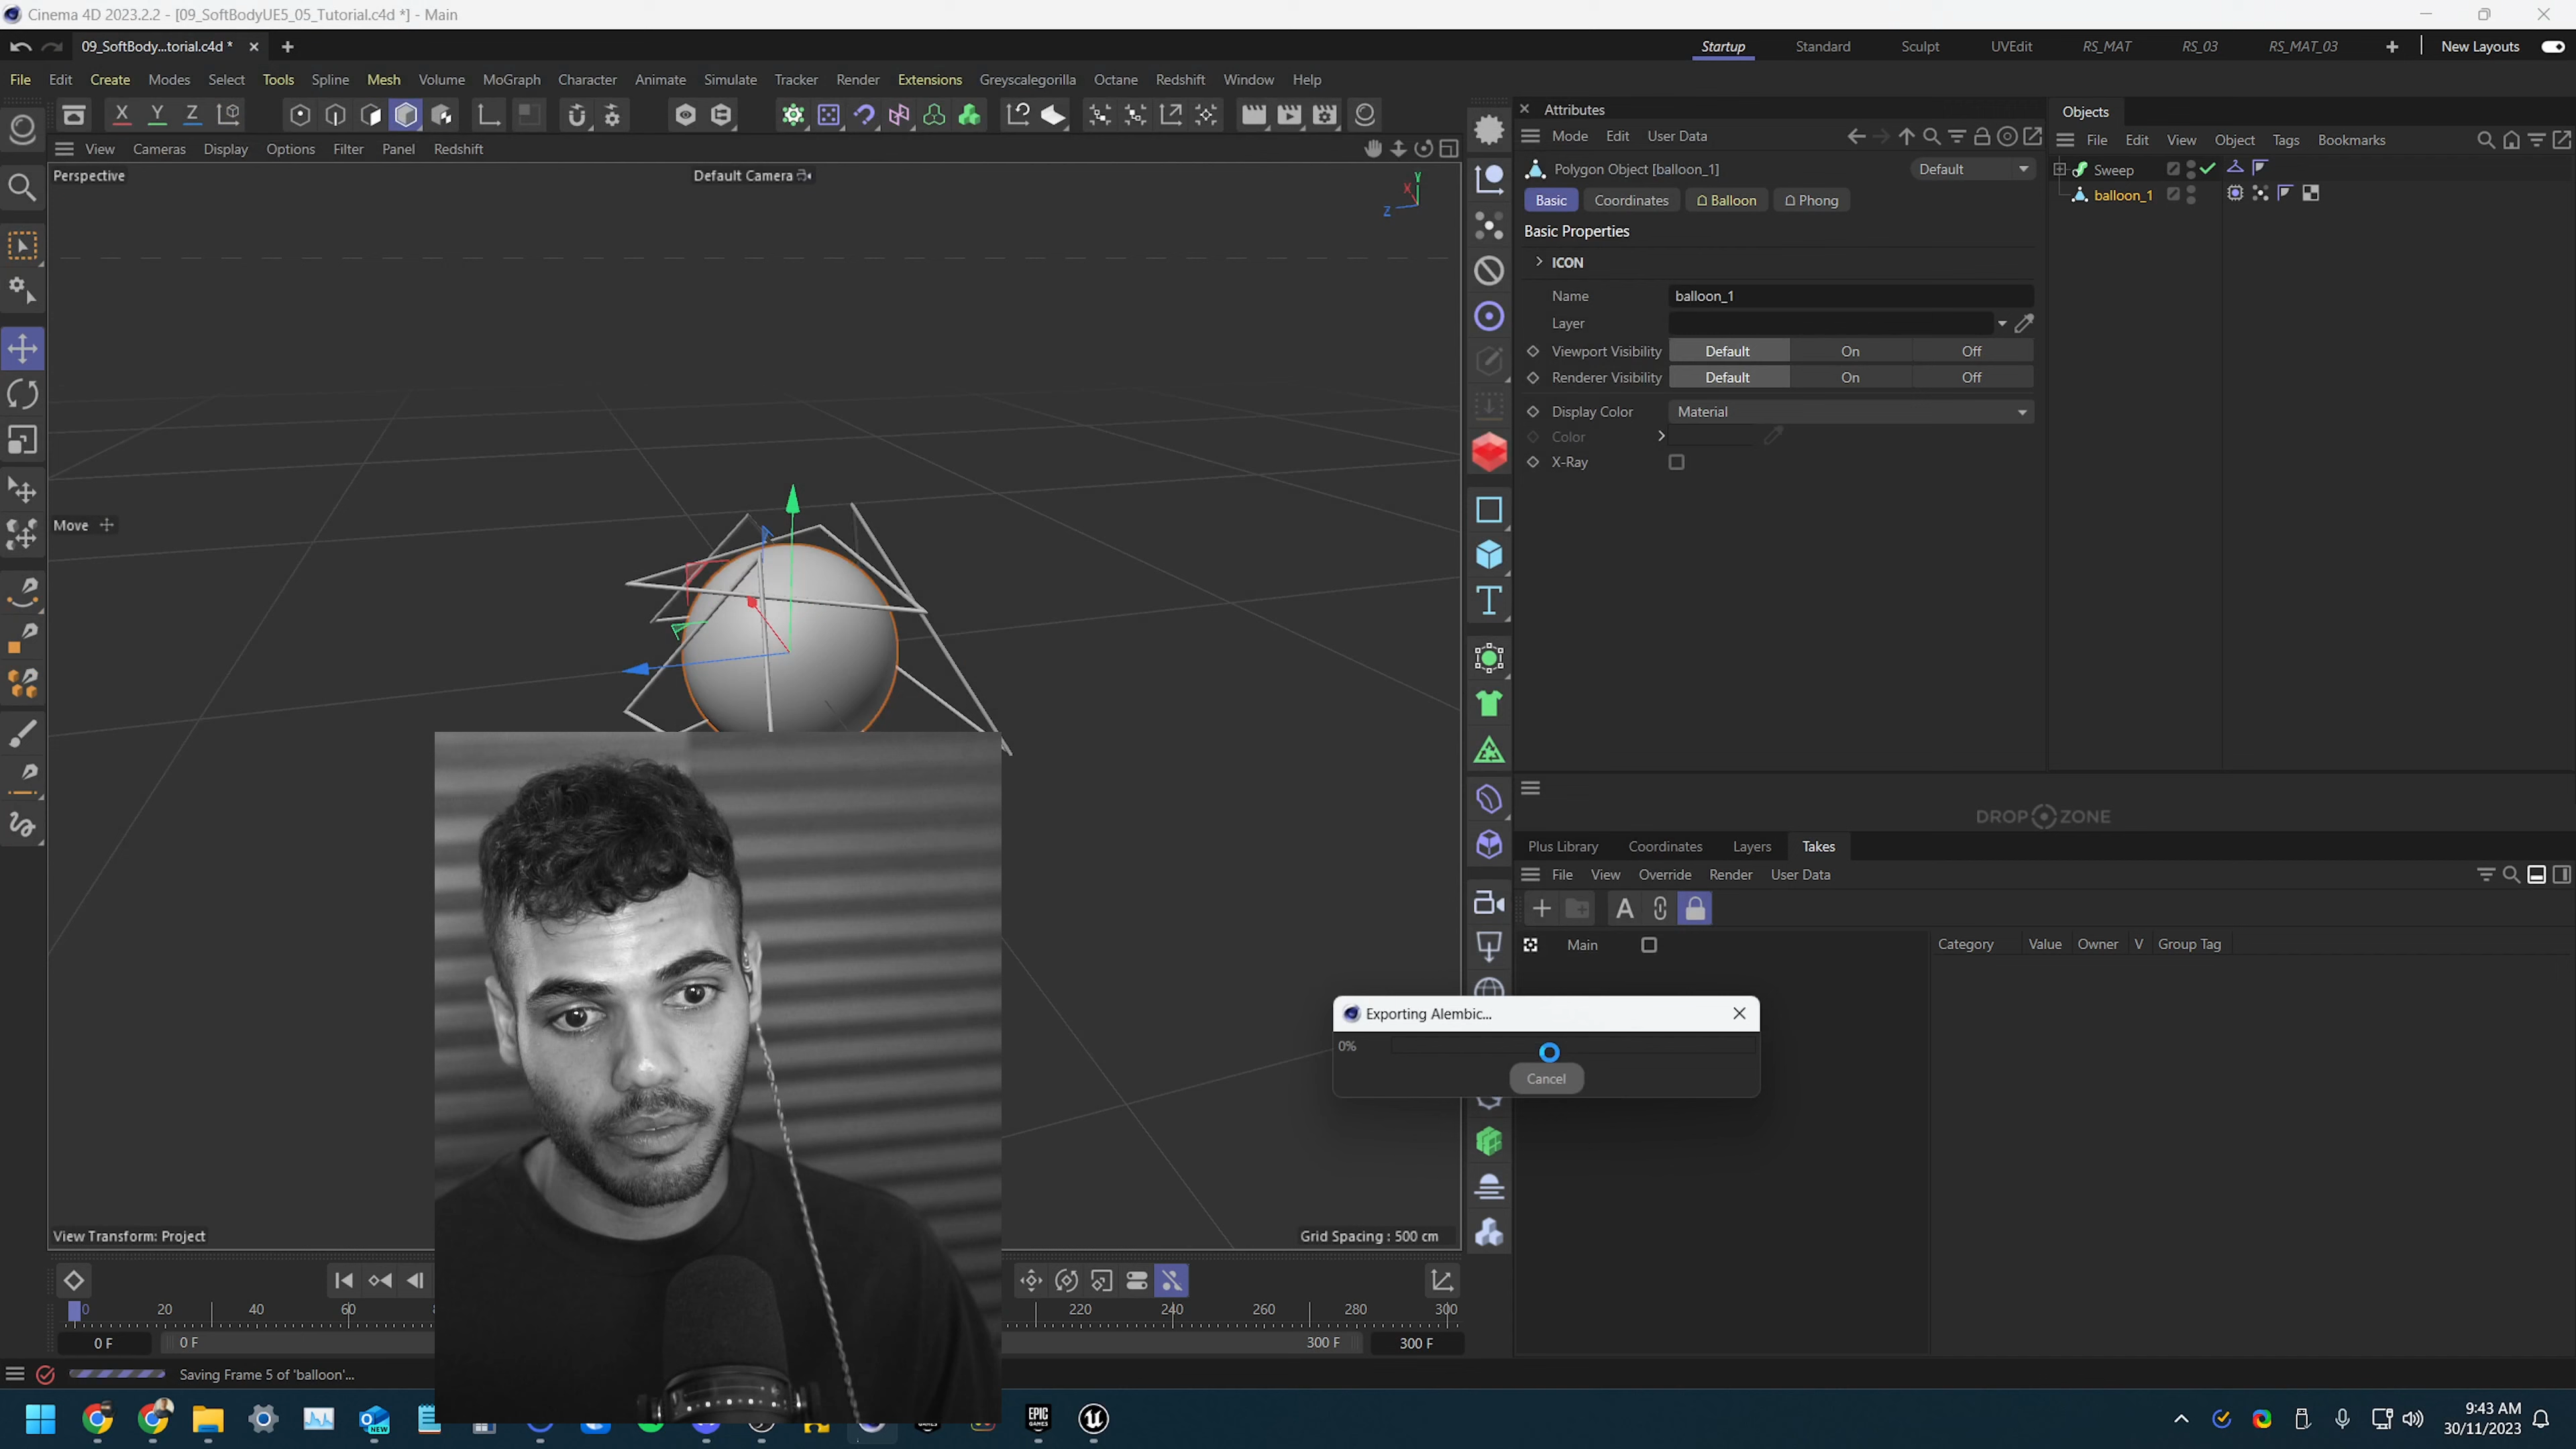 Cinema 4D 2023.2.2 - [09_SoftBodyUE5_05_Tutorial.c4d *] - Main
09_SoftBody...torial.c4d *
Startup Standard Sculpt UVEdit RS_MAT RS_03 RS_MAT_03 New Layouts
File Edit Create Modes Select Tools Spline Mesh Volume MoGraph Character Animate Simulate Tracker Render Extensions Greyscalegorilla Octane Redshift Window Help
X Y Z
View Cameras Display Options Filter Panel Redshift
Perspective
Default Camera
Y
X
Z
Move
View Transform: Project
Grid Spacing : 500 cm
Attributes
Mode Edit User Data
Polygon Object [balloon_1]
Default
Basic Coordinates Balloon Phong
Basic Properties
ICON
Name balloon_1
Layer
Viewport Visibility Default On Off
Renderer Visibility Default On Off
Display Color Material
Color
X-Ray
Objects
File Edit View Object Tags Bookmarks
Sweep
balloon_1
DROP ZONE
Plus Library Coordinates Layers Takes
File View Override Render User Data
A
Main
Category Value Owner V Group Tag
Exporting Alembic...
0%
Cancel
0 20 40 60 220 240 260 280 300
0 F 0 F 300 F 300 F
Saving Frame 5 of 'balloon'...
NEW
EPIC
GAMES
9:43 AM
30/11/2023